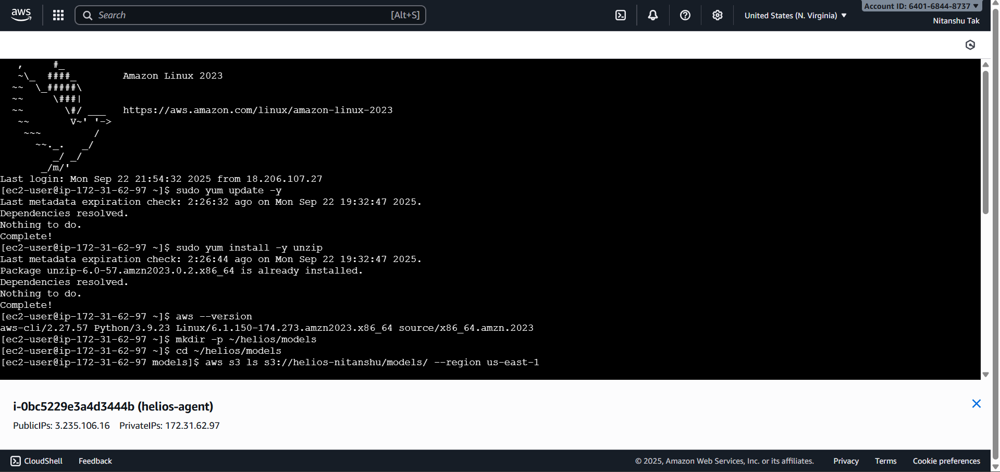 aws
Search [Alt+S]
United States (N. Virginia) ▼
Account ID: 6401-6844-8737 ▼
Nitanshu Tak
   ,     #_
   ~\_  ####_        Amazon Linux 2023
  ~~  \_#####\
  ~~     \###|
  ~~       \#/ ___   https://aws.amazon.com/linux/amazon-linux-2023
   ~~       V~' '->
    ~~~         /
      ~~._.   _/
         _/ _/
       _/m/'
Last login: Mon Sep 22 21:54:32 2025 from 18.206.107.27
[ec2-user@ip-172-31-62-97 ~]$ sudo yum update -y
Last metadata expiration check: 2:26:32 ago on Mon Sep 22 19:32:47 2025.
Dependencies resolved.
Nothing to do.
Complete!
[ec2-user@ip-172-31-62-97 ~]$ sudo yum install -y unzip
Last metadata expiration check: 2:26:44 ago on Mon Sep 22 19:32:47 2025.
Package unzip-6.0-57.amzn2023.0.2.x86_64 is already installed.
Dependencies resolved.
Nothing to do.
Complete!
[ec2-user@ip-172-31-62-97 ~]$ aws --version
aws-cli/2.27.57 Python/3.9.23 Linux/6.1.150-174.273.amzn2023.x86_64 source/x86_64.amzn.2023
[ec2-user@ip-172-31-62-97 ~]$ mkdir -p ~/helios/models
[ec2-user@ip-172-31-62-97 ~]$ cd ~/helios/models
[ec2-user@ip-172-31-62-97 models]$ aws s3 ls s3://helios-nitanshu/models/ --region us-east-1
i-0bc5229e3a4d3444b (helios-agent)
PublicIPs: 3.235.106.16 PrivateIPs: 172.31.62.97
CloudShell Feedback © 2025, Amazon Web Services, Inc. or its affiliates. Privacy Terms Cookie preferences